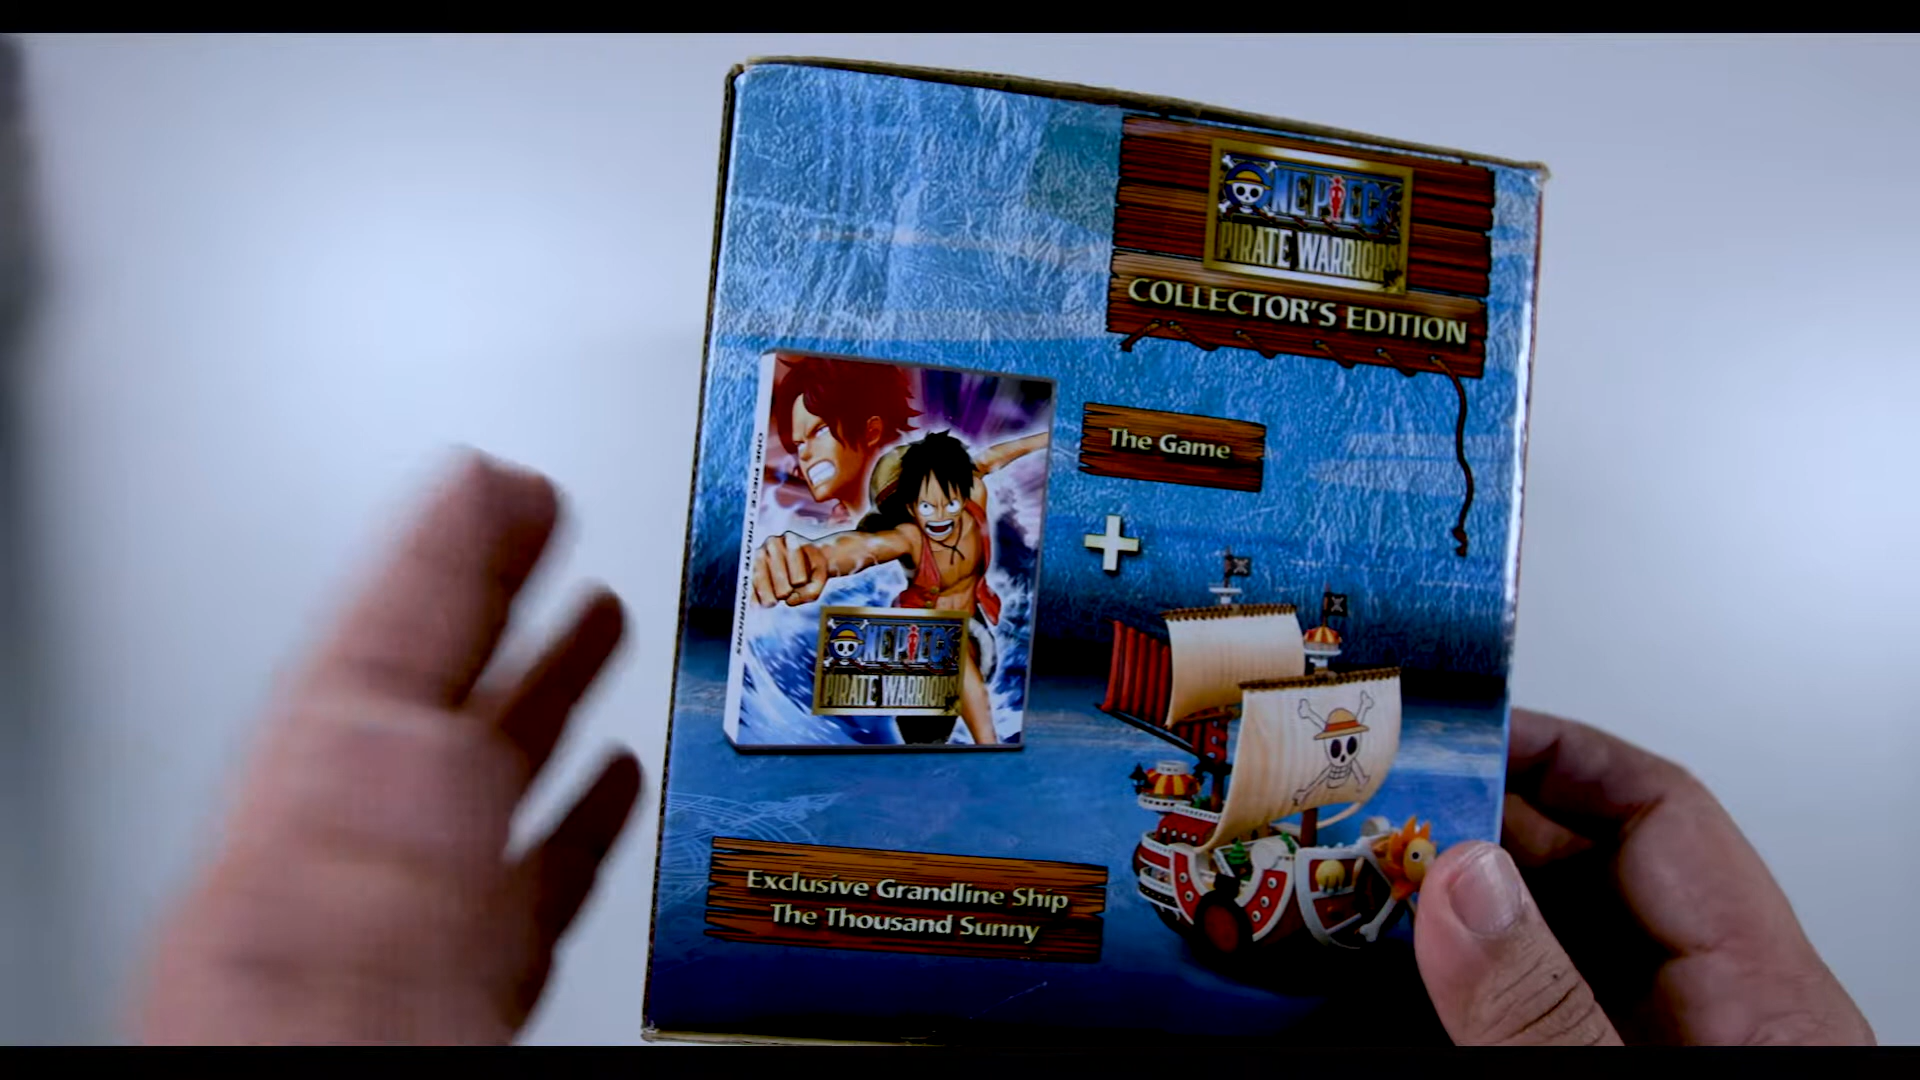 ONE PIECE
PIRATE WARRIORS
COLLECTOR'S EDITION
The Game
+
ONE PIECE : PIRATE WARRIORS
ONE PIECE
PIRATE WARRIORS
Exclusive Grandline Ship
The Thousand Sunny